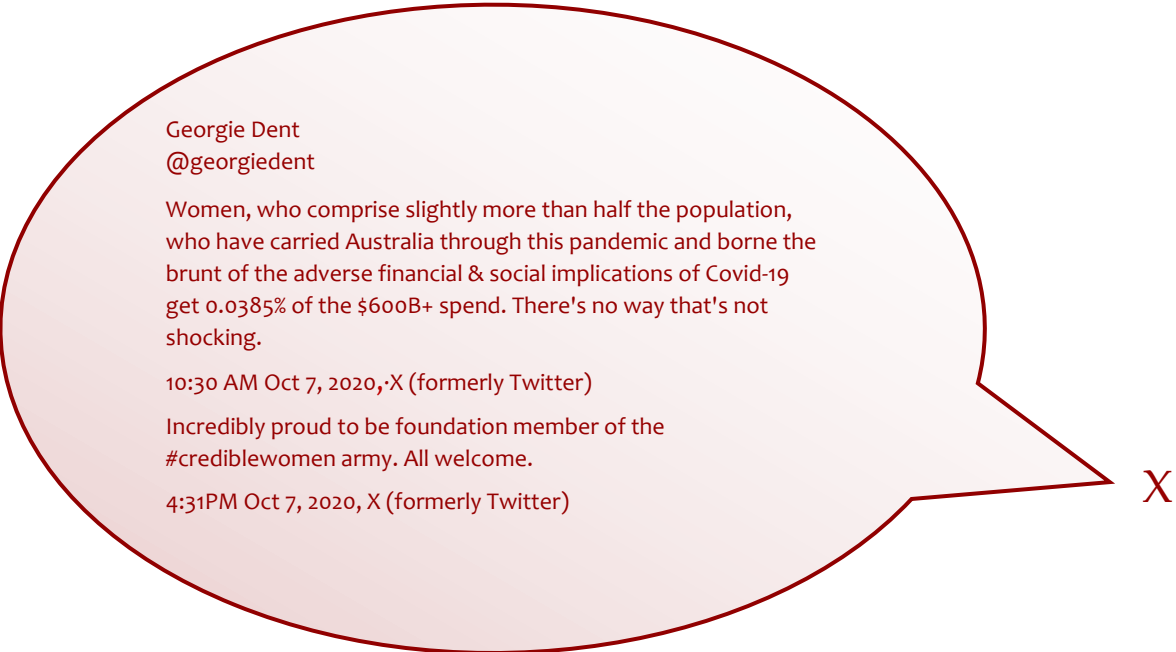 Georgie Dent
@georgiedent
Women, who comprise slightly more than half the population,
who have carried Australia through this pandemic and borne the
brunt of the adverse financial & social implications of Covid-19
get 0.0385% of the $600B+ spend. There's no way that's not
shocking.
10:30 AM Oct 7, 2020,·X (formerly Twitter)
Incredibly proud to be foundation member of the
#crediblewomen army. All welcome.
4:31PM Oct 7, 2020, X (formerly Twitter)
X